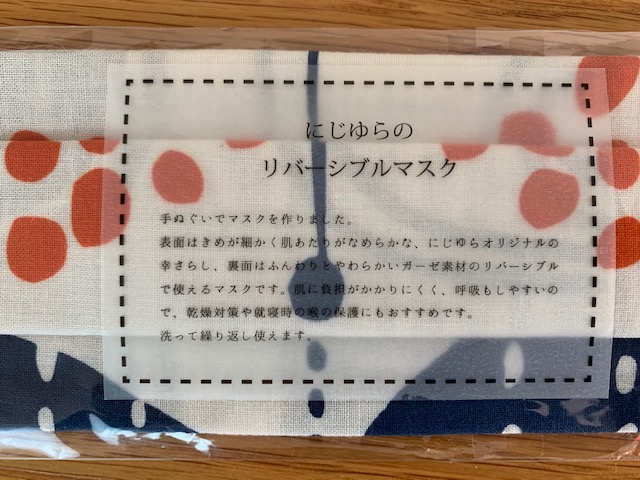 にじゆらの
リバーシブルマスク
手ぬぐいでマスクを作りました。
表面はきめが細かく肌あたりがなめらかな、にじゆらオリジナルの
幸さらし、裏面はふんわりとやわらかいガーゼ素材のリバーシブル
で使えるマスクです。肌に負担がかかりにくく、呼吸もしやすいの
で、乾燥対策や就寝時の喉の保護にもおすすめです。
洗って繰り返し使えます。